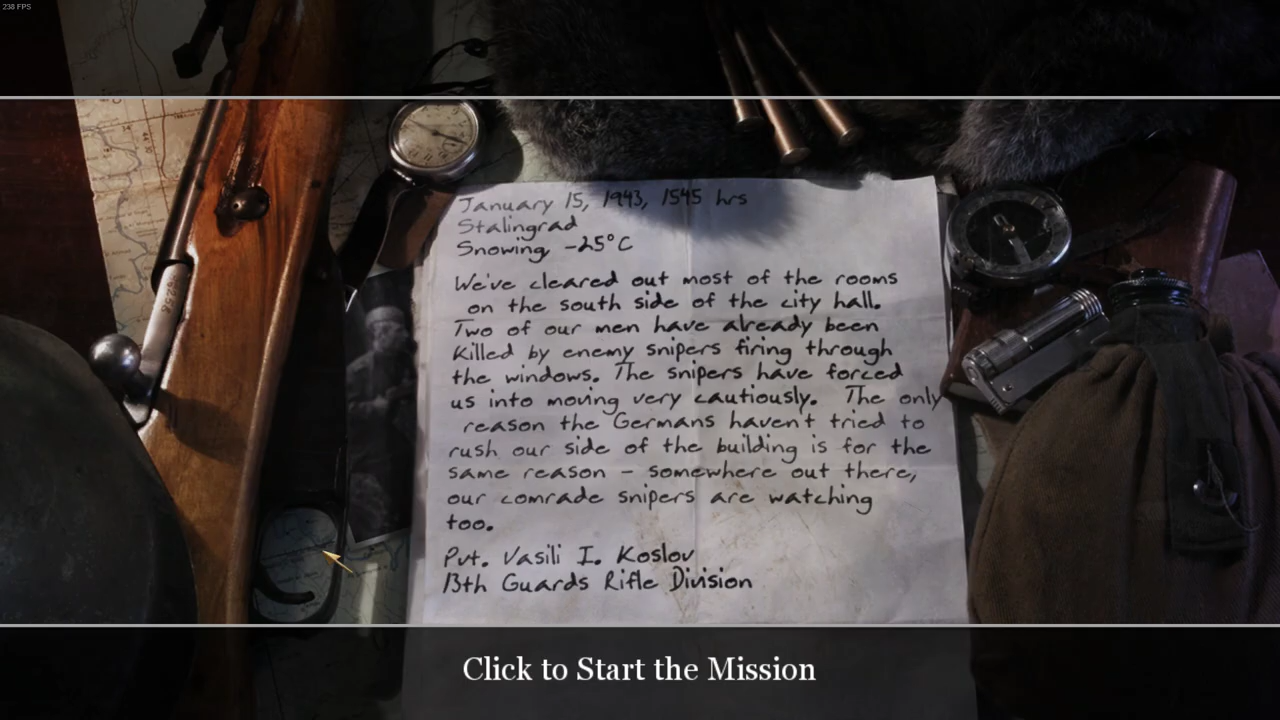 238 FPS
January 15, 1943, 1545 hrs
Stalingrad
Snowing, -25°C
We've cleared out most of the rooms
on the south side of the city hall.
Two of our men have already been
killed by enemy snipers firing through
the windows. The snipers have forced
us into moving very cautiously. The only
reason the Germans haven't tried to
rush our side of the building is for the
same reason – somewhere out there,
our comrade snipers are watching
too.
Pvt. Vasili I. Koslov
13th Guards Rifle Division
Click to Start the Mission